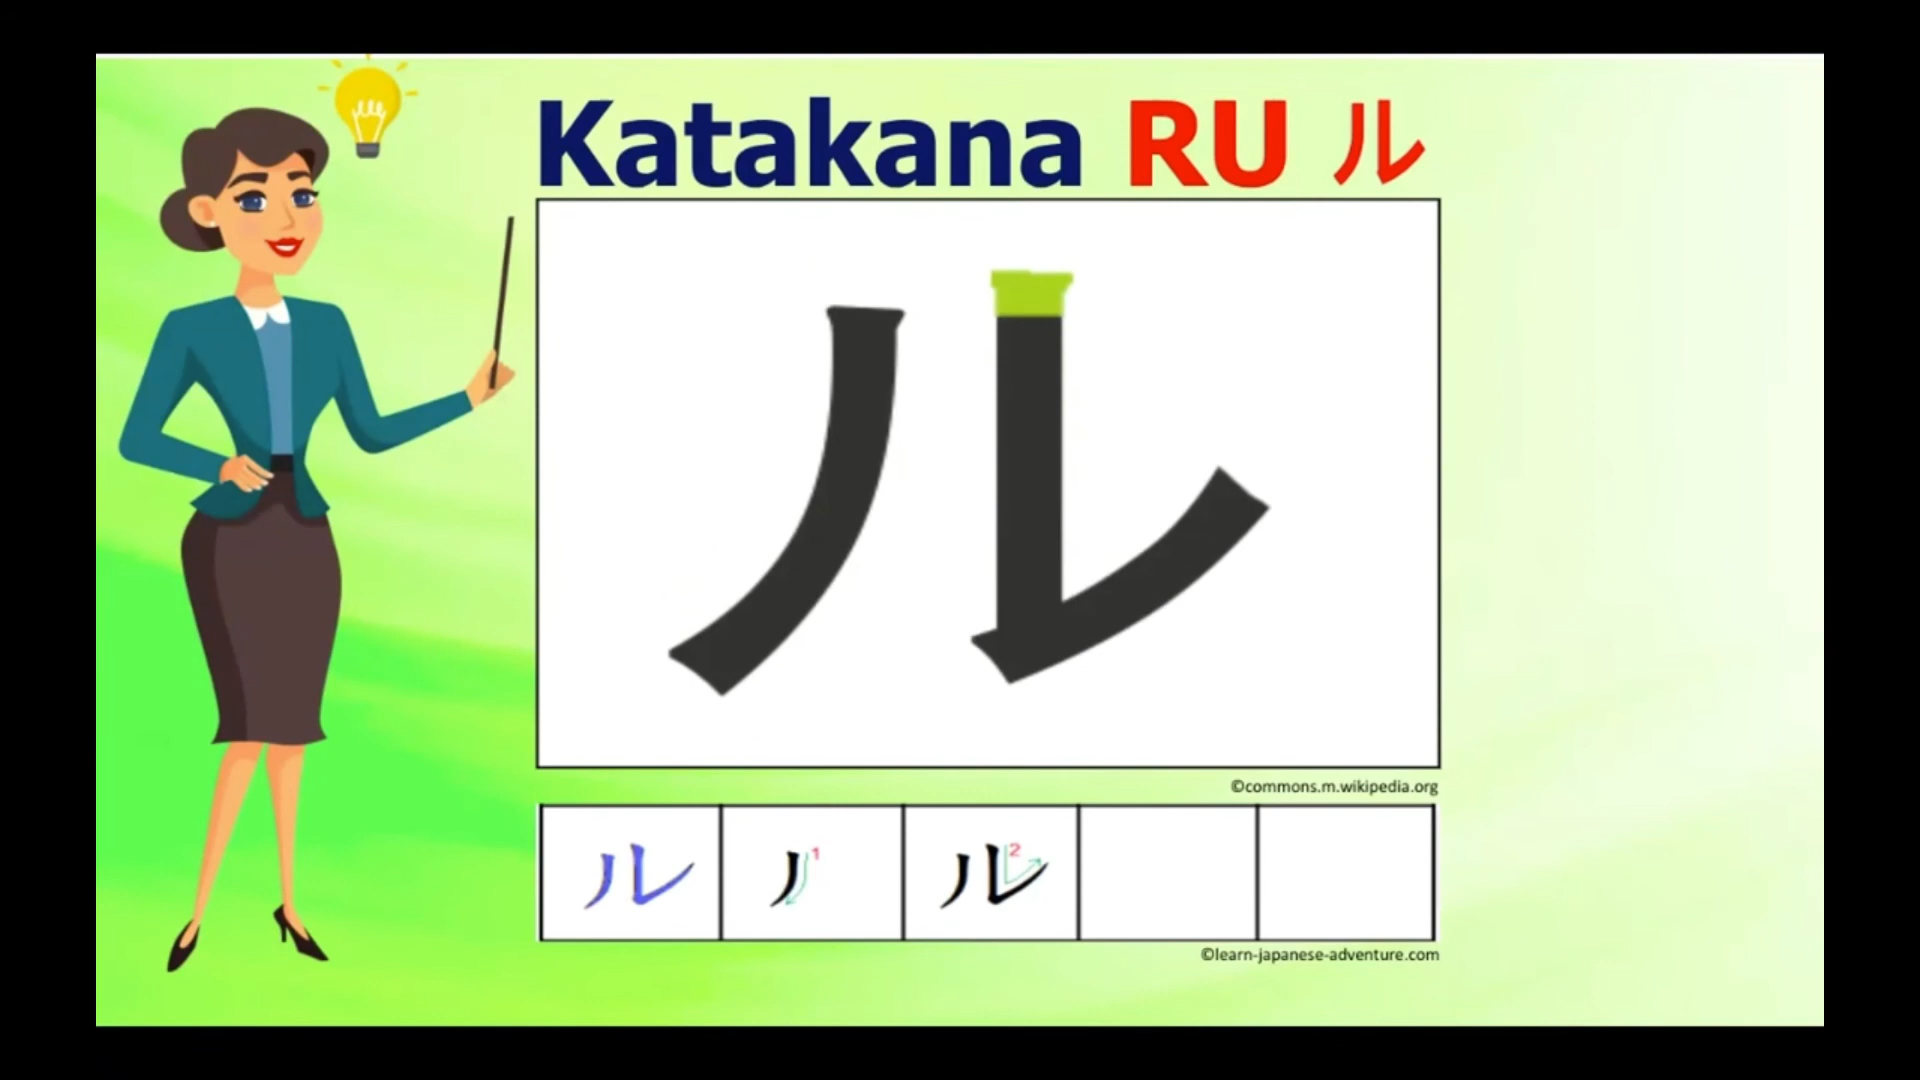 Katakana RU ル
ル
©commons.m.wikipedia.org
ル ノ 1 ル 2
©learn-japanese-adventure.com